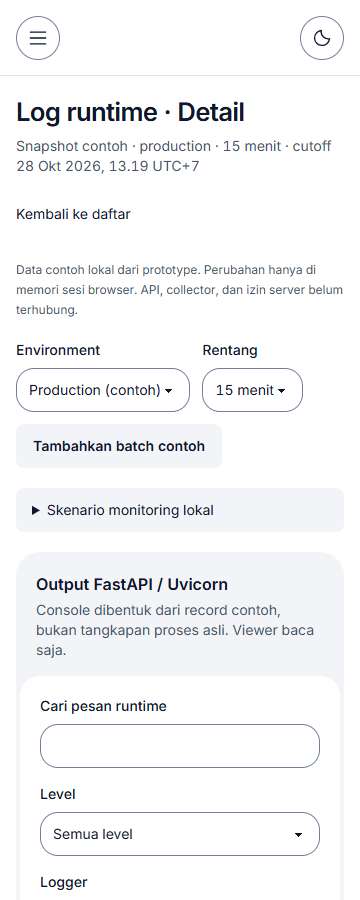 Log runtime · Detail
Snapshot contoh · production · 15 menit · cutoff
28 Okt 2026, 13.19 UTC+7
Kembali ke daftar
Data contoh lokal dari prototype. Perubahan hanya di
memori sesi browser. API, collector, dan izin server belum
terhubung.
Environment
Rentang
Production (contoh)
15 menit
Tambahkan batch contoh
Skenario monitoring lokal
Output FastAPI / Uvicorn
Console dibentuk dari record contoh,
bukan tangkapan proses asli. Viewer baca
saja.
Cari pesan runtime
Level
Semua level
Logger